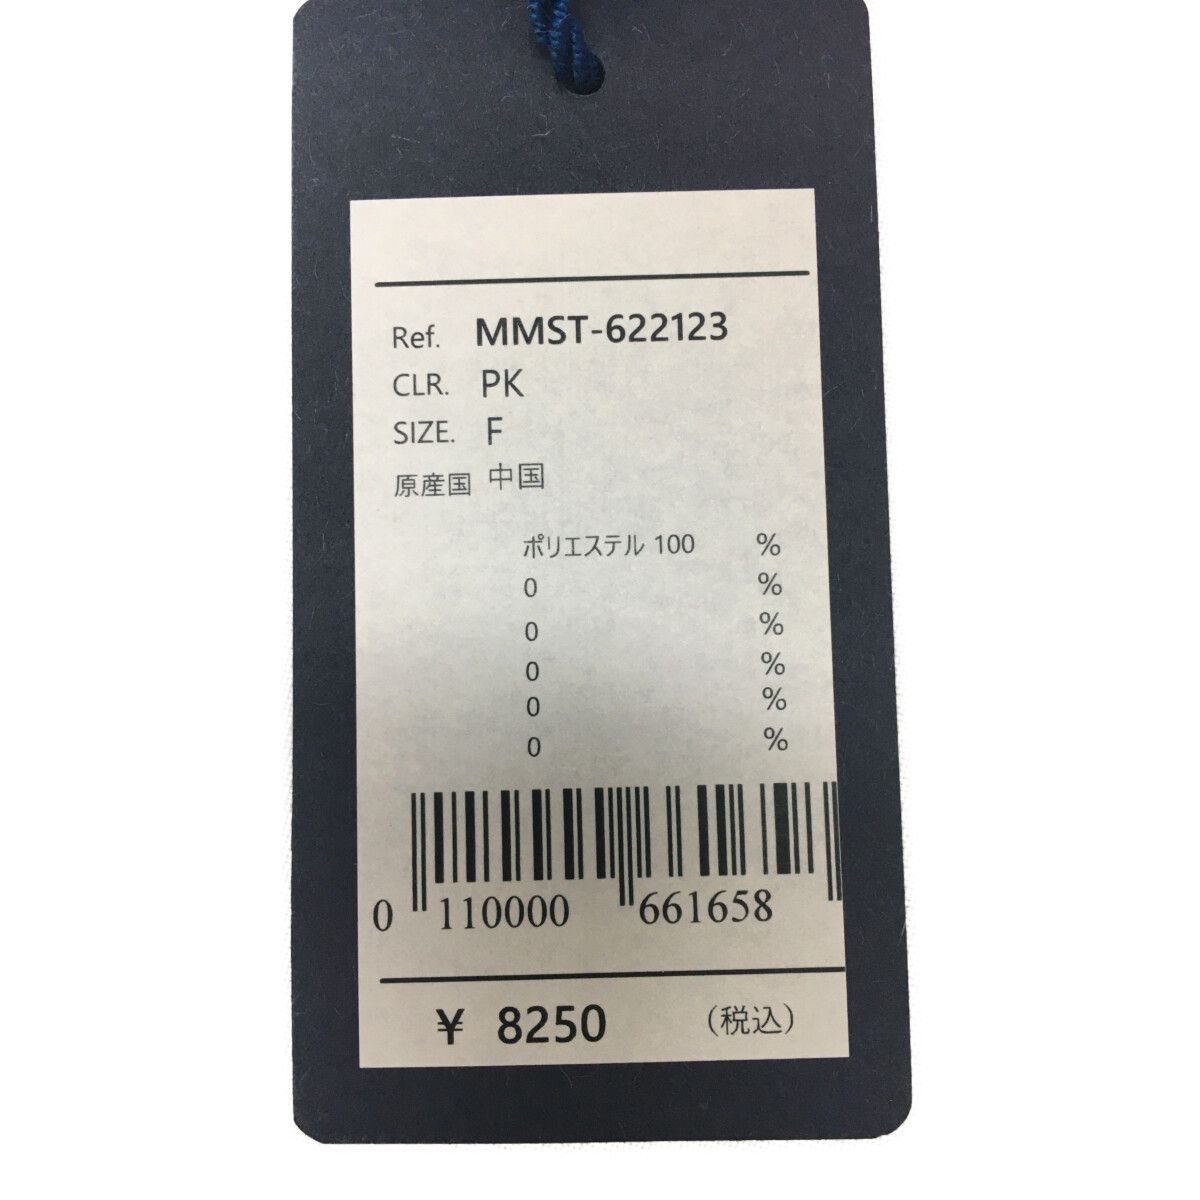 Ref. MMST-622123
CLR. PK
SIZE. F
原産国 中国
ポリエステル 100 %
0 %
0 %
0 %
0 %
0 %
0 110000 661658
¥ 8250 (税込)